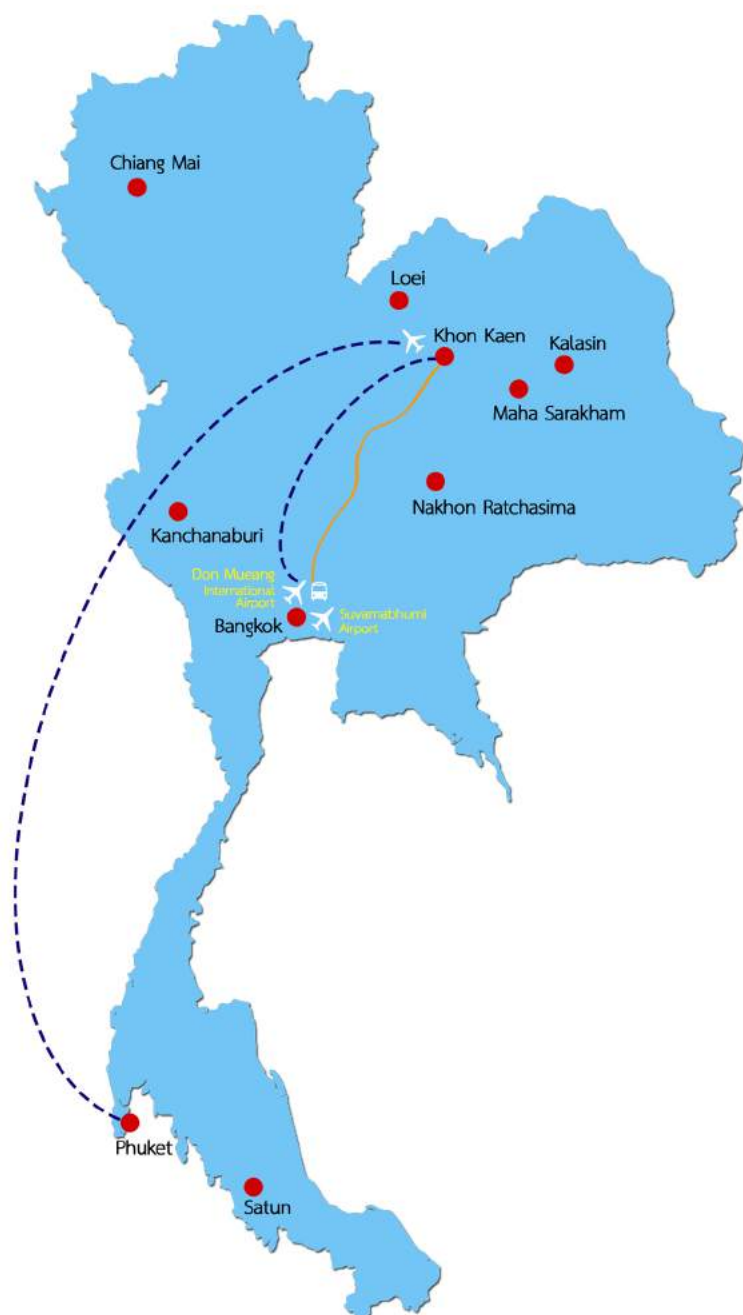 Chiang Mai
Loei
Khon Kaen
Kalasin
Maha Sarakham
Nakhon Ratchasima
Kanchanaburi
Don Mueang
International
Airport
Suvarnabhumi
Airport
Bangkok
Phuket
Satun